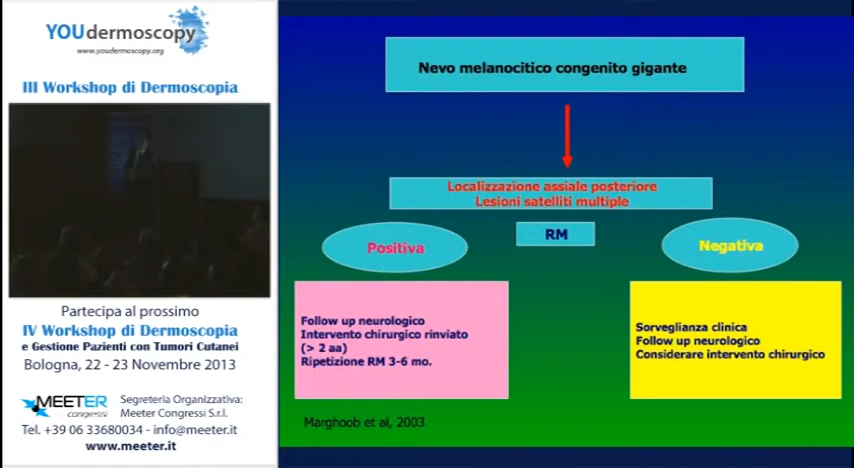 YOUdermoscopy
www.youdermoscopy.org
III Workshop di Dermoscopia
Partecipa al prossimo
IV Workshop di Dermoscopia
e Gestione Pazienti con Tumori Cutanei
Bologna, 22 - 23 Novembre 2013
MEETER
congressi
Segreteria Organizzativa:
Meeter Congressi S.r.l.
Tel. +39 06 33680034 - info@meeter.it
www.meeter.it
Nevo melanocitico congenito gigante
Localizzazione assiale posteriore
Lesioni satelliti multiple
RM
Positiva
Negativa
Follow up neurologico
Intervento chirurgico rinviato
(> 2 aa)
Ripetizione RM 3-6 mo.
Sorveglianza clinica
Follow up neurologico
Considerare intervento chirurgico
Marghoob et al, 2003